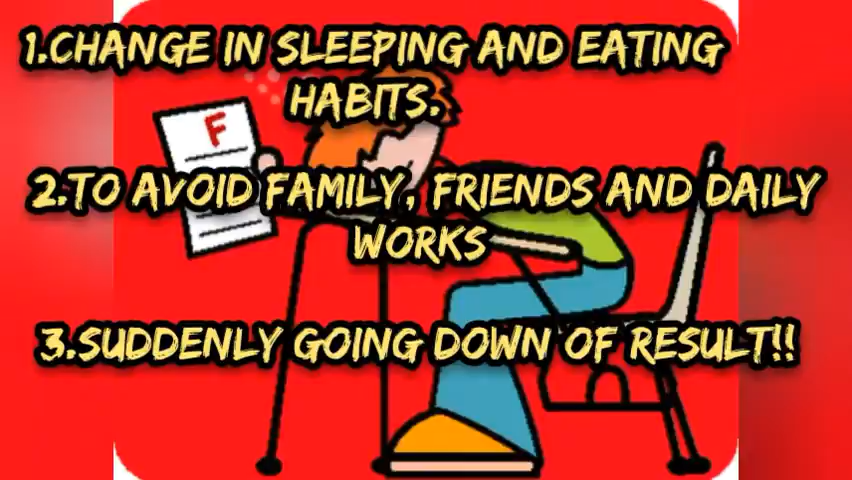 1.CHANGE IN SLEEPING AND EATING
HABITS.
F
2.TO AVOID FAMILY, FRIENDS AND DAILY
WORKS
3.SUDDENLY GOING DOWN OF RESULT!!